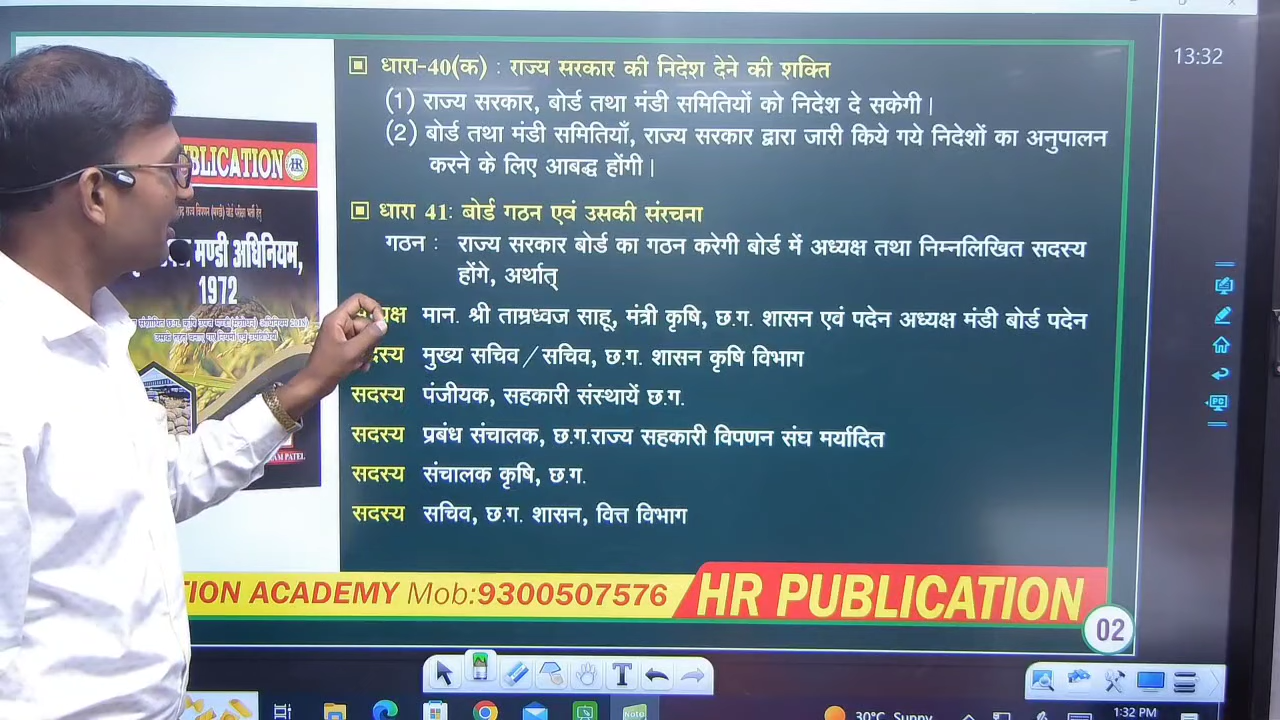 13:32
धारा-40(क) : राज्य सरकार की निदेश देने की शक्ति
(1) राज्य सरकार, बोर्ड तथा मंडी समितियों को निदेश दे सकेगी।
(2) बोर्ड तथा मंडी समितियाँ, राज्य सरकार द्वारा जारी किये गये निदेशों का अनुपालन
करने के लिए आबद्ध होंगी।
धारा 41: बोर्ड गठन एवं उसकी संरचना
गठन : राज्य सरकार बोर्ड का गठन करेगी बोर्ड में अध्यक्ष तथा निम्नलिखित सदस्य
होंगे, अर्थात्
मान. श्री ताम्रध्वज साहू, मंत्री कृषि, छ.ग. शासन एवं पदेन अध्यक्ष मंडी बोर्ड पदेन
मुख्य सचिव/सचिव, छ.ग. शासन कृषि विभाग
सदस्य पंजीयक, सहकारी संस्थायें छ.ग.
सदस्य प्रबंध संचालक, छ.ग.राज्य सहकारी विपणन संघ मर्यादित
सदस्य संचालक कृषि, छ.ग.
सदस्य सचिव, छ.ग. शासन, वित्त विभाग
BLICATION HR
मण्डी अधिनियम,
1972
PATEL
TION ACADEMY Mob:9300507576 HR PUBLICATION
02
PC
T
30°C Sunny
1:32 PM